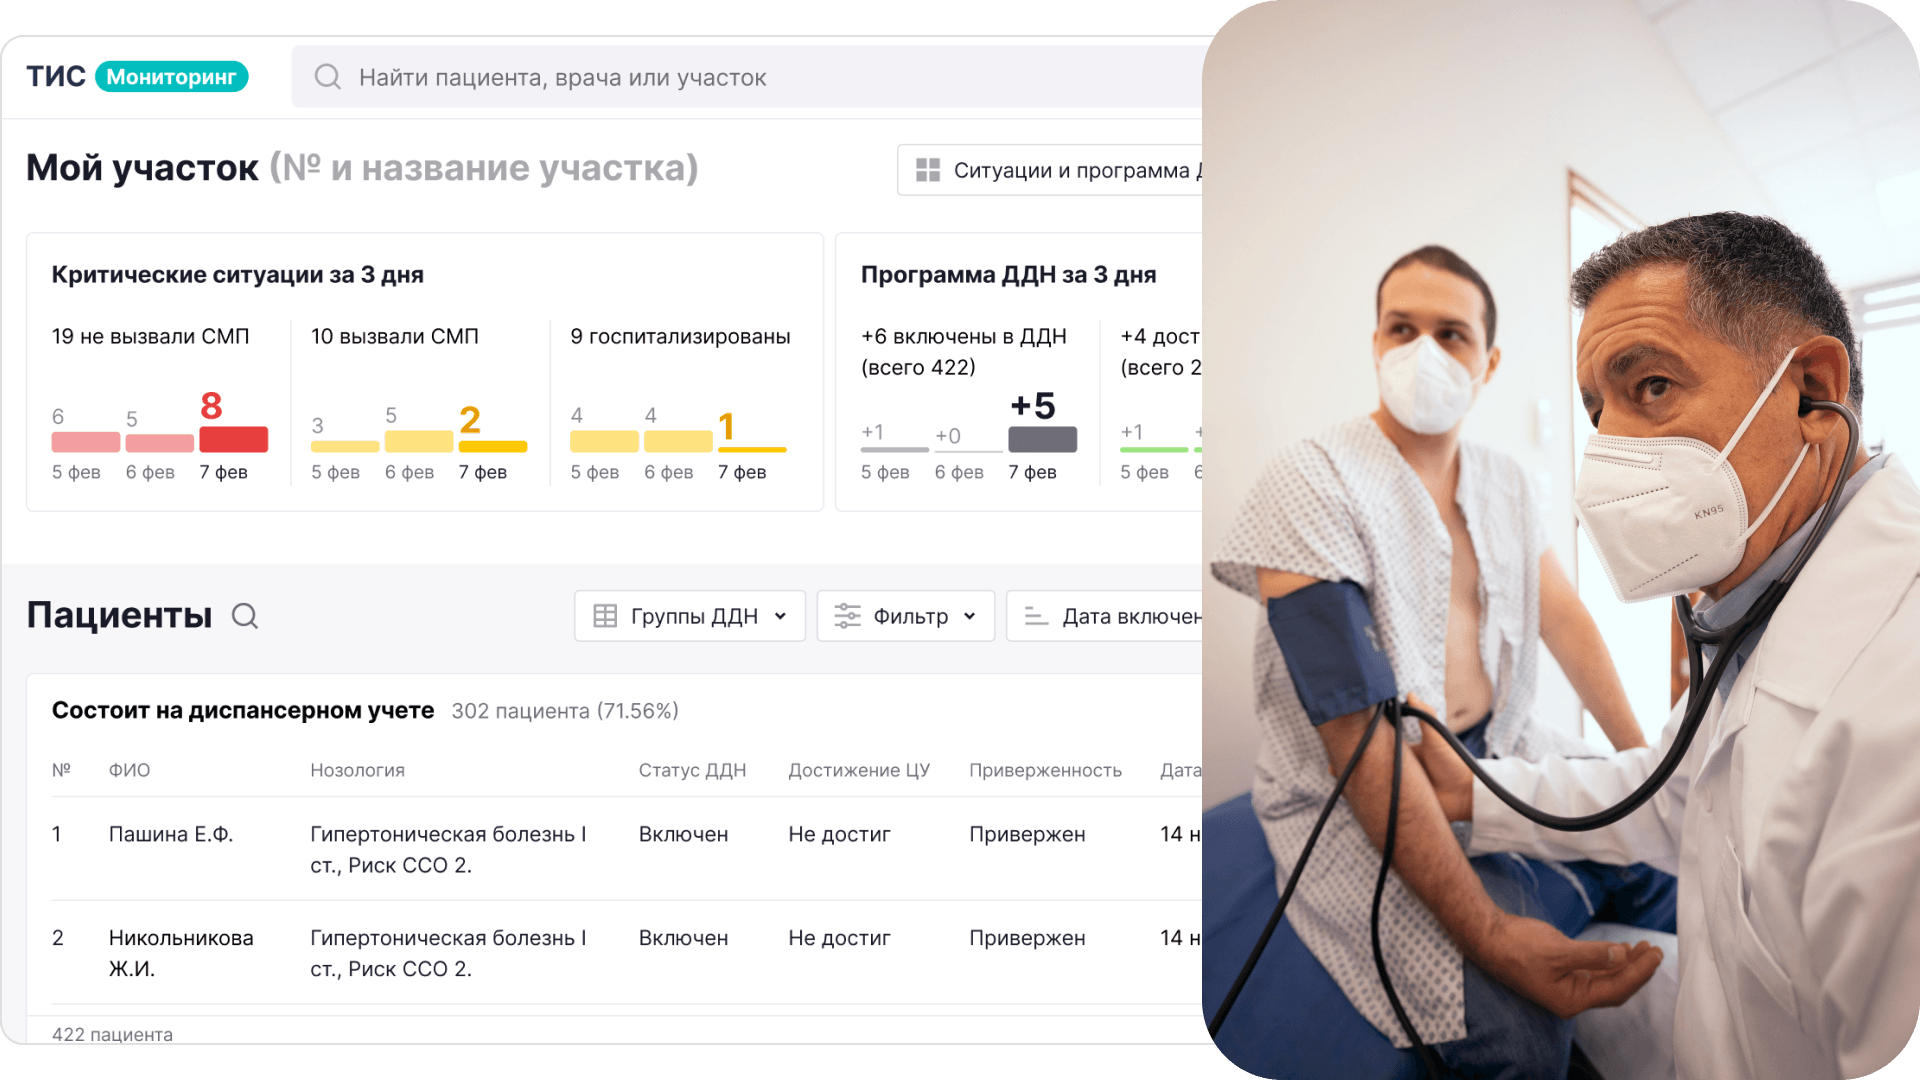 ТИС Мониторинг
Найти пациента, врача или участок
Мой участок (№ и название участка)
Ситуации и программа
Критические ситуации за 3 дня
19 не вызвали СМП
6 5 8
5 фев 6 фев 7 фев
10 вызвали СМП
3 5 2
5 фев 6 фев 7 фев
9 госпитализированы
4 4 1
5 фев 6 фев 7 фев
Программа ДДН за 3 дня
+6 включены в ДДН
(всего 422)
+1 +0 +5
5 фев 6 фев 7 фев
+4 дост
(всего 2
+1 +
5 фев 6
Пациенты
Группы ДДН
Фильтр
Дата включен
Состоит на диспансерном учете 302 пациента (71.56%)
№ ФИО Нозология Статус ДДН Достижение ЦУ Приверженность Дата
1 Пашина Е.Ф. Гипертоническая болезнь I Включен Не достиг Привержен 14 н
ст., Риск ССО 2.
2 Никольникова Гипертоническая болезнь I Включен Не достиг Привержен 14 н
Ж.И. ст., Риск ССО 2.
422 пациента
KN95